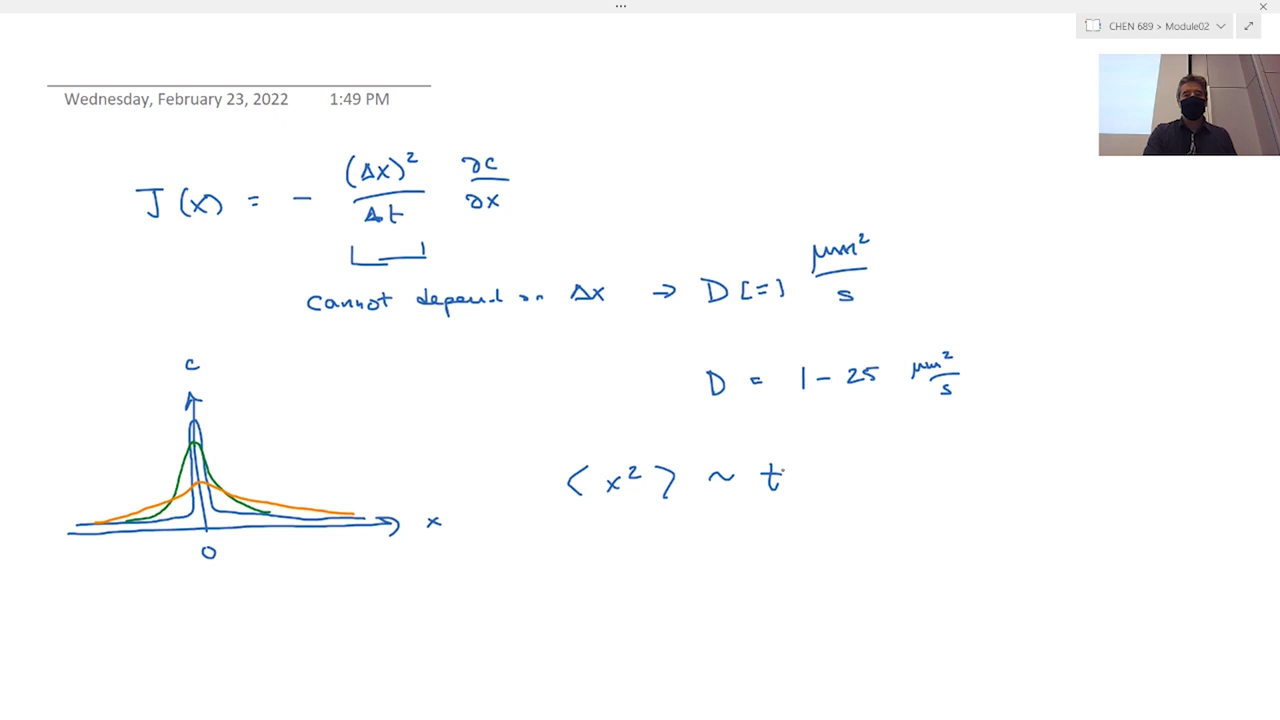 ...
CHEN 689 > Module02
Wednesday, February 23, 2022 1:49 PM
J(x) = - (Δx)² / Δt ∂c / ∂x
cannot depend on Δx → D [=] μm² / s
D = 1 - 25 μm² / s
⟨x²⟩ ~ t
c
x
0